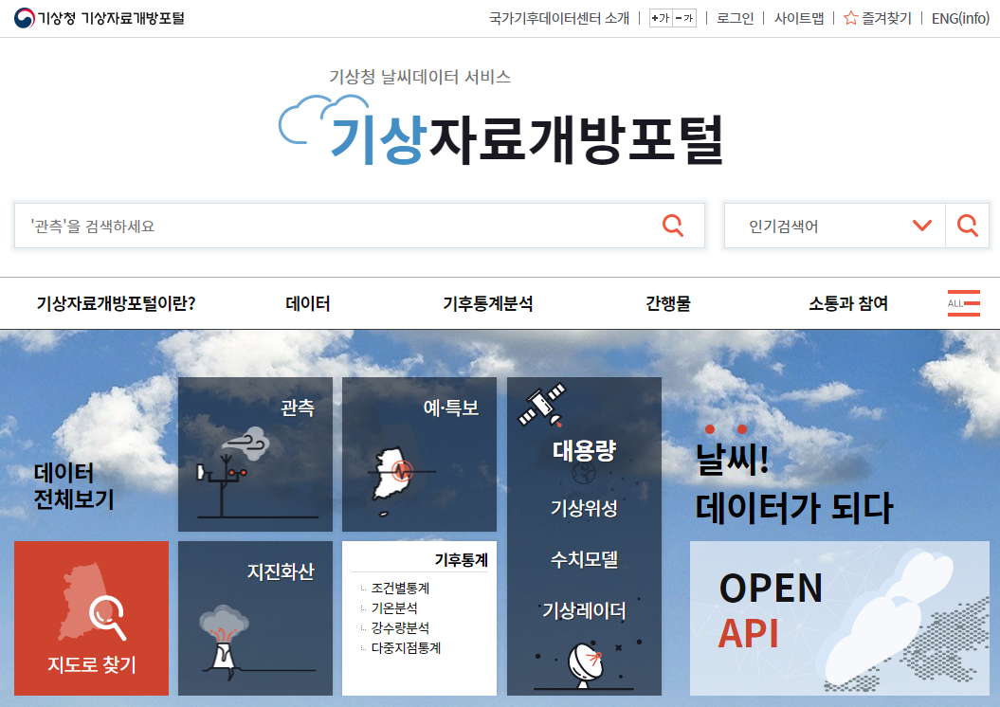 기상청 기상자료개방포털
국가기후데이터센터 소개 | +가 -가 | 로그인 | 사이트맵 | 즐겨찾기 | ENG(info)
기상청 날씨데이터 서비스
기상자료개방포털
'관측'을 검색하세요
인기검색어
기상자료개방포털이란? 데이터 기후통계분석 간행물 소통과 참여 ALL
데이터
전체보기
관측
예·특보
대용량
기상위성
수치모델
기상레이더
날씨!
데이터가 되다
지도로 찾기
지진화산
기후통계
조건별통계
기온분석
강수량분석
다중지점통계
OPEN
API